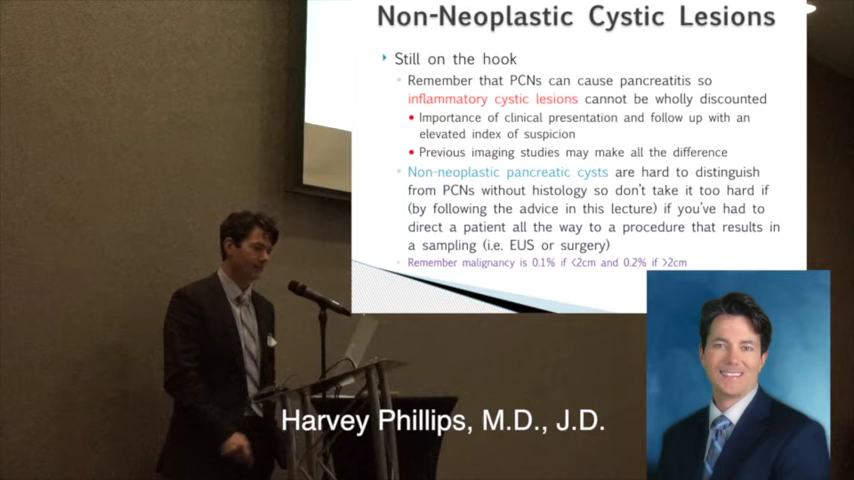 Non-Neoplastic Cystic Lesions
Still on the hook
Remember that PCNs can cause pancreatitis so
inflammatory cystic lesions cannot be wholly discounted
Importance of clinical presentation and follow up with an
elevated index of suspicion
Previous imaging studies may make all the difference
Non-neoplastic pancreatic cysts are hard to distinguish
from PCNs without histology so don't take it too hard if
(by following the advice in this lecture) if you've had to
direct a patient all the way to a procedure that results in
a sampling (i.e. EUS or surgery)
Remember malignancy is 0.1% if <2cm and 0.2% if >2cm
Harvey Phillips, M.D., J.D.